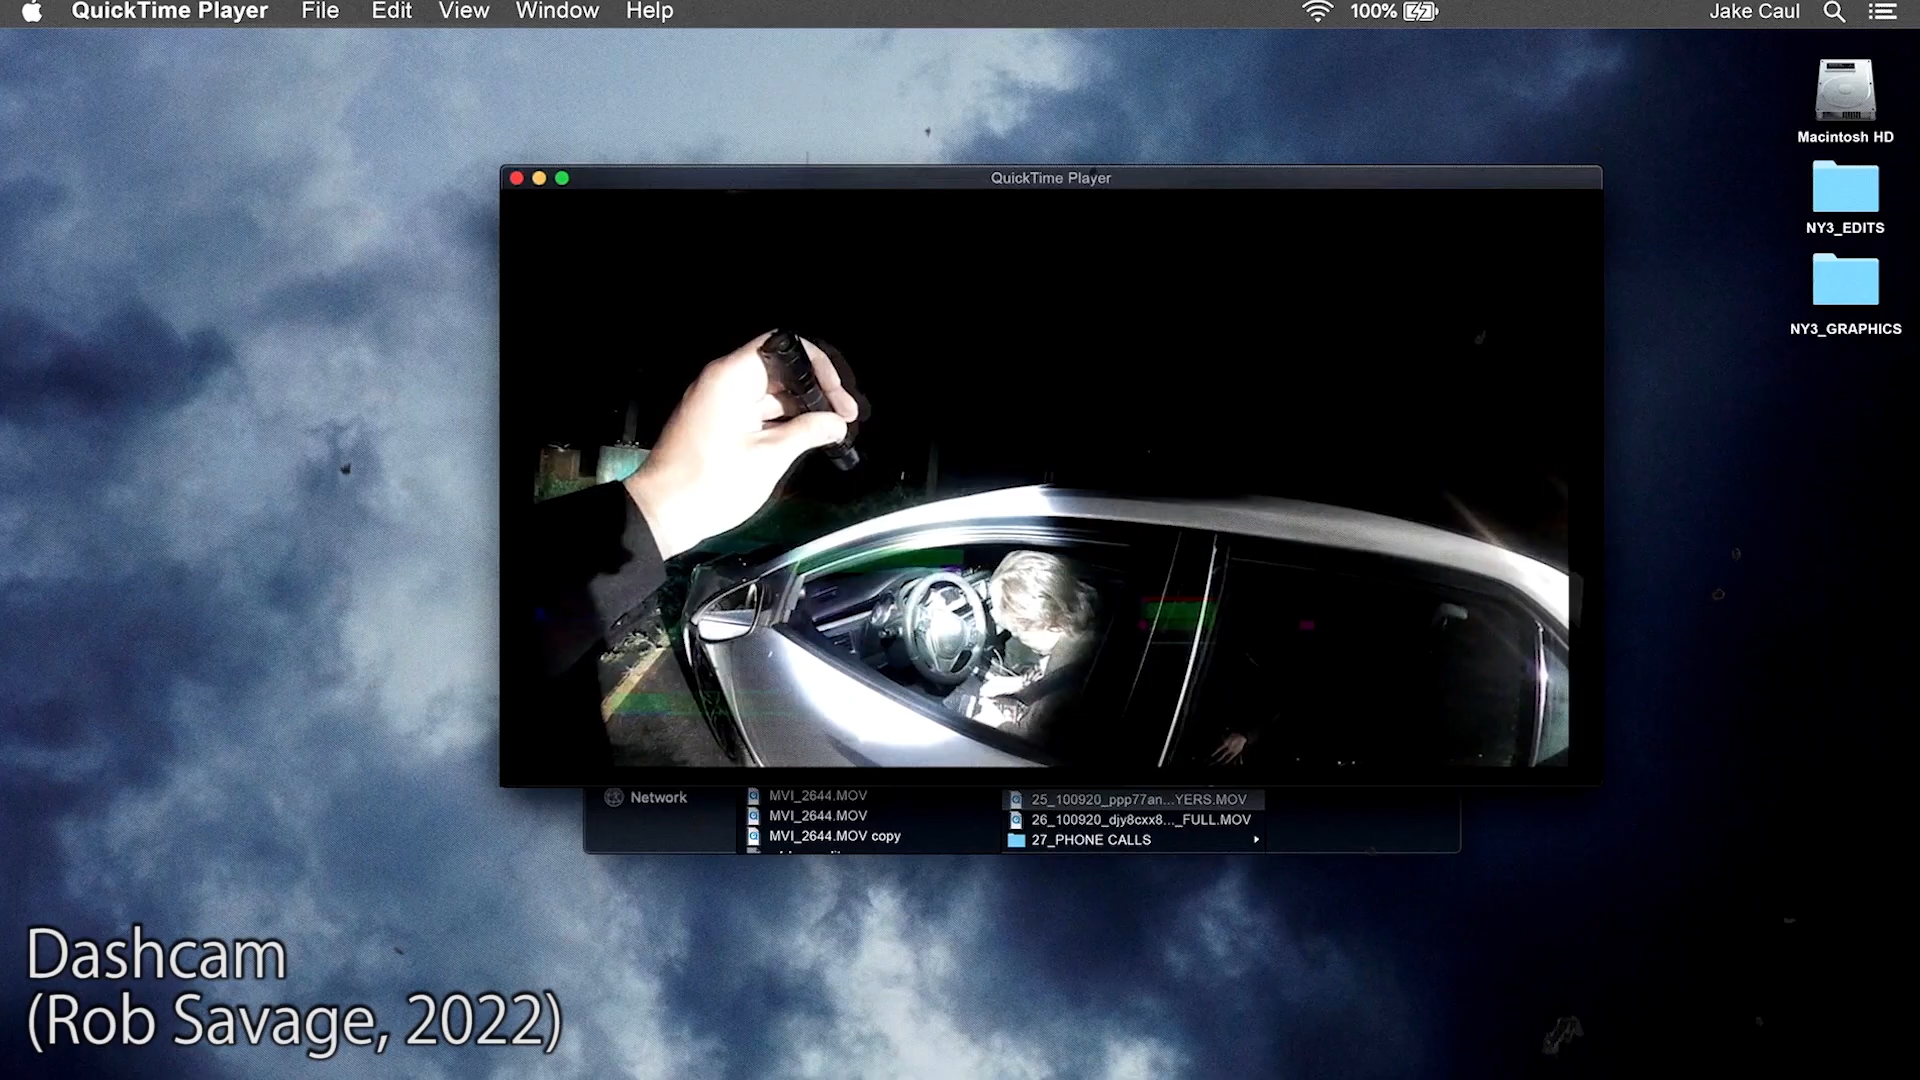 QuickTime Player File Edit View Window Help 100% Jake Caul
Macintosh HD
QuickTime Player
NY3_EDITS
NY3_GRAPHICS
Network
MVI_2644.MOV
MVI_2644.MOV
MVI_2644.MOV copy
25_100920_ppp77an...YERS.MOV
26_100920_djy8cxx8..._FULL.MOV
27_PHONE CALLS
Dashcam
(Rob Savage, 2022)